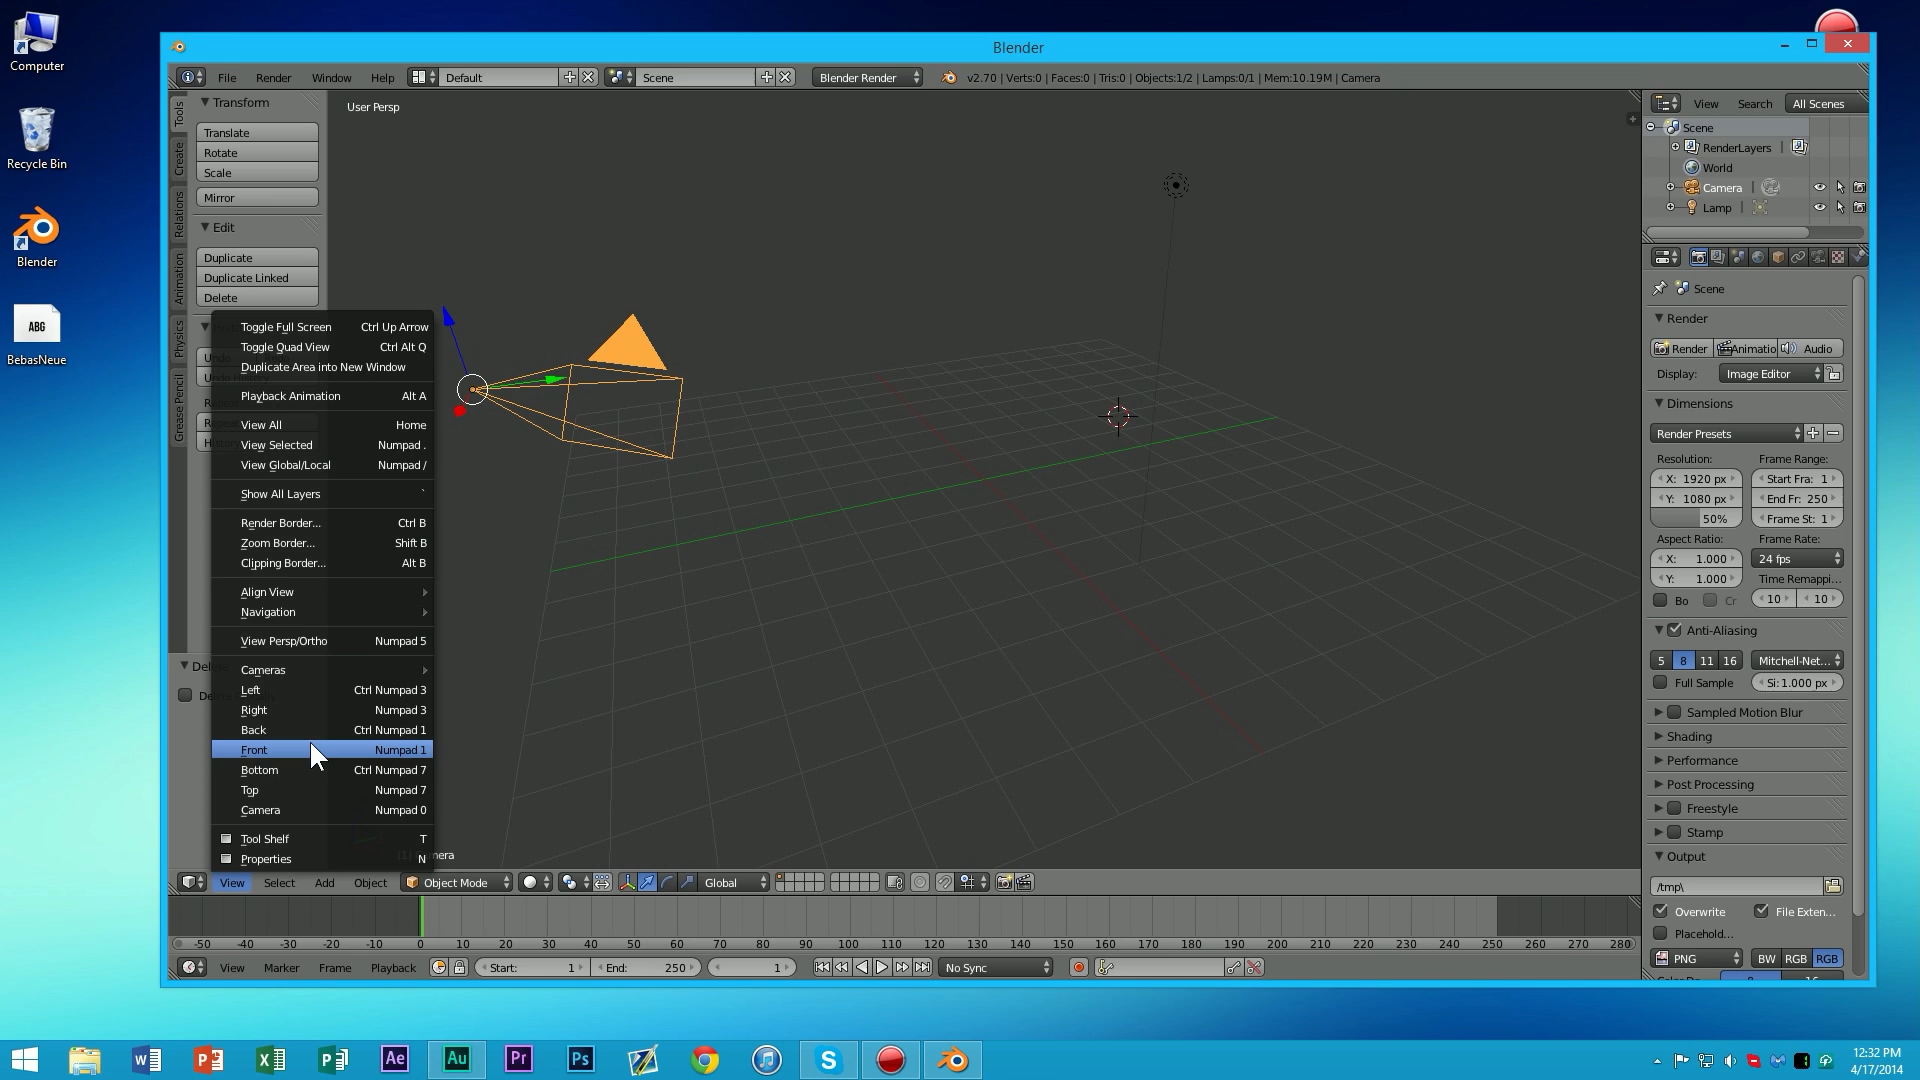 Computer
Recycle Bin
Blender
ABG
BebasNeue
Blender
File Render Window Help Default Scene Blender Render v2.70 | Verts:0 | Faces:0 | Tris:0 | Objects:1/2 | Lamps:0/1 | Mem:10.19M | Camera
Tools
Create
Relations
Animation
Physics
Grease Pencil
Transform
Translate
Rotate
Scale
Mirror
Edit
Duplicate
Duplicate Linked
Delete
User Persp
Toggle Full Screen Ctrl Up Arrow
Toggle Quad View Ctrl Alt Q
Duplicate Area into New Window
Playback Animation Alt A
View All Home
View Selected Numpad .
View Global/Local Numpad /
Show All Layers `
Render Border... Ctrl B
Zoom Border... Shift B
Clipping Border... Alt B
Align View
Navigation
View Persp/Ortho Numpad 5
Cameras
Left Ctrl Numpad 3
Right Numpad 3
Back Ctrl Numpad 1
Front Numpad 1
Bottom Ctrl Numpad 7
Top Numpad 7
Camera Numpad 0
Tool Shelf T
Properties N
View Select Add Object Object Mode Global
-50 -40 -30 -20 -10 0 10 20 30 40 50 60 70 80 90 100 110 120 130 140 150 160 170 180 190 200 210 220 230 240 250 260 270 280
View Marker Frame Playback Start: 1 End: 250 1 No Sync
View Search All Scenes
Scene
RenderLayers |
World
Camera |
Lamp |
Scene
Render
Render Animatio Audio
Display: Image Editor
Dimensions
Render Presets
Resolution: Frame Range:
X: 1920 px Start Fra: 1
Y: 1080 px End Fr: 250
50% Frame St: 1
Aspect Ratio: Frame Rate:
X: 1.000 24 fps
Y: 1.000 Time Remappi...
Bo Cr 10 10
Anti-Aliasing
5 8 11 16 Mitchell-Net...
Full Sample Si: 1.000 px
Sampled Motion Blur
Shading
Performance
Post Processing
Freestyle
Stamp
Output
/tmp\
Overwrite File Exten...
Placehold...
PNG BW RGB RGB
Ae Au Pr Ps
12:32 PM
4/17/2014